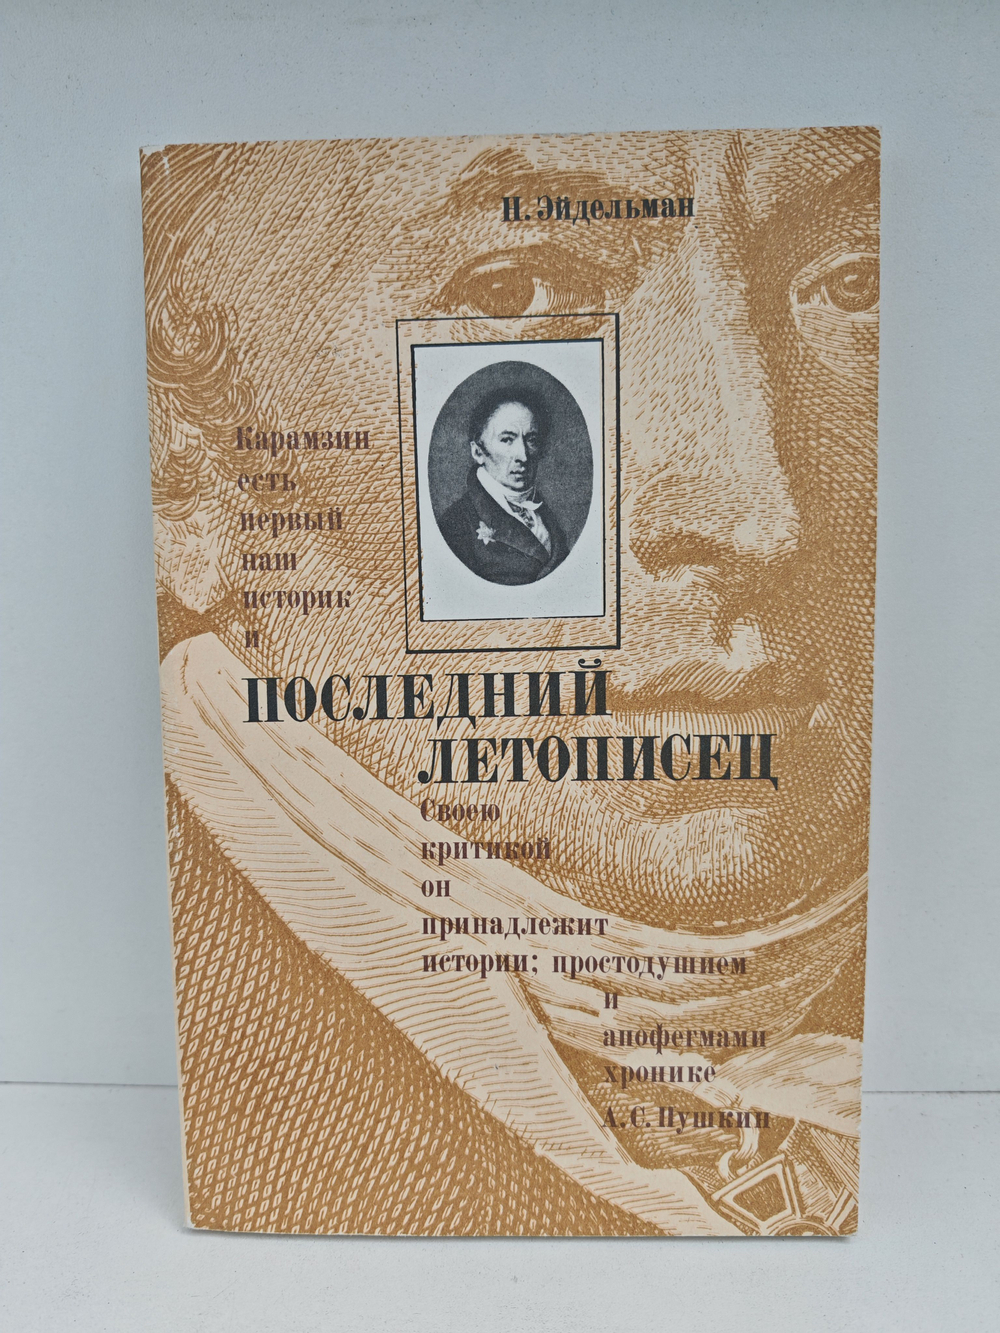 Н. Эйдельман
Карамзин
есть
первый
наш
историк
и
ПОСЛЕДНИЙ
ЛЕТОПИСЕЦ
Своею
критикой
он
принадлежит
истории; простодушием
и
апофегмами
хронике
А. С. Пушкин